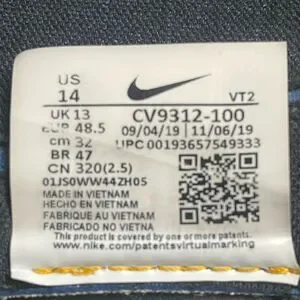 US
14
VT2
UK 13
EUP 48.5
cm 32
BR 47
CN 320(2.5)
CV9312-100
09/04/19 | 11/06/19
UPC 00193657549333
01JS0WW44ZH05
MADE IN VIETNAM
HECHO EN VIETNAM
FABRIQUE AU VIETNAM
FABRICADO NO VIETNAM
This product is covered by one or more patents.
www.nike.com/patentsvirtualmarking